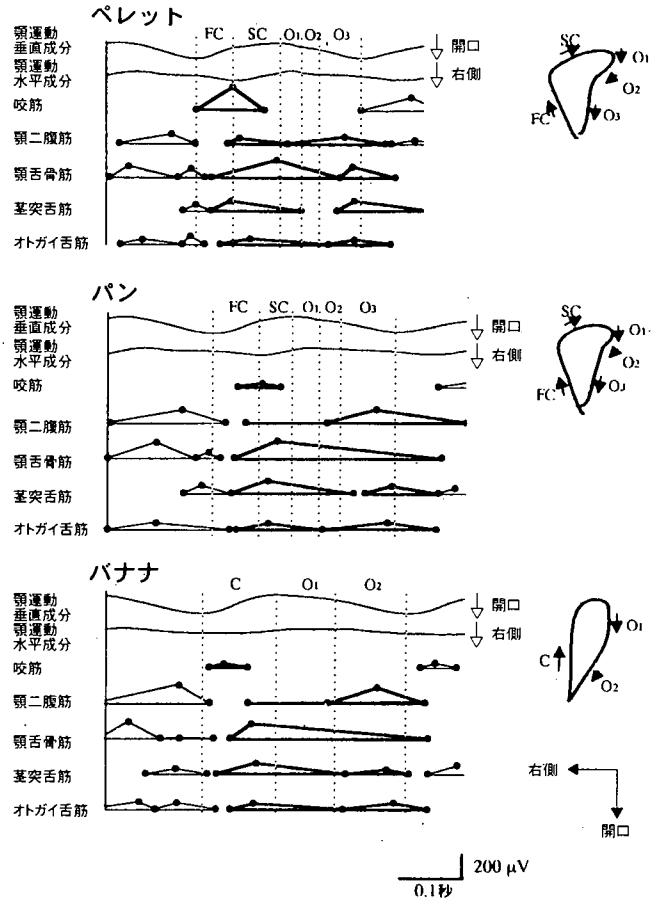 ペレット
顎運動
垂直成分
FC SC O1 O2 O3
開口
顎運動
水平成分
右側
咬筋
顎二腹筋
顎舌骨筋
茎突舌筋
オトガイ舌筋
SC
O1
O2
FC
O3
パン
顎運動
垂直成分
FC SC O1 O2 O3
開口
顎運動
水平成分
右側
咬筋
顎二腹筋
顎舌骨筋
茎突舌筋
オトガイ舌筋
SC
O1
O2
FC
O3
バナナ
顎運動
垂直成分
C O1 O2
開口
顎運動
水平成分
右側
咬筋
顎二腹筋
顎舌骨筋
茎突舌筋
オトガイ舌筋
O1
C
O2
右側
開口
200 μV
0.1秒